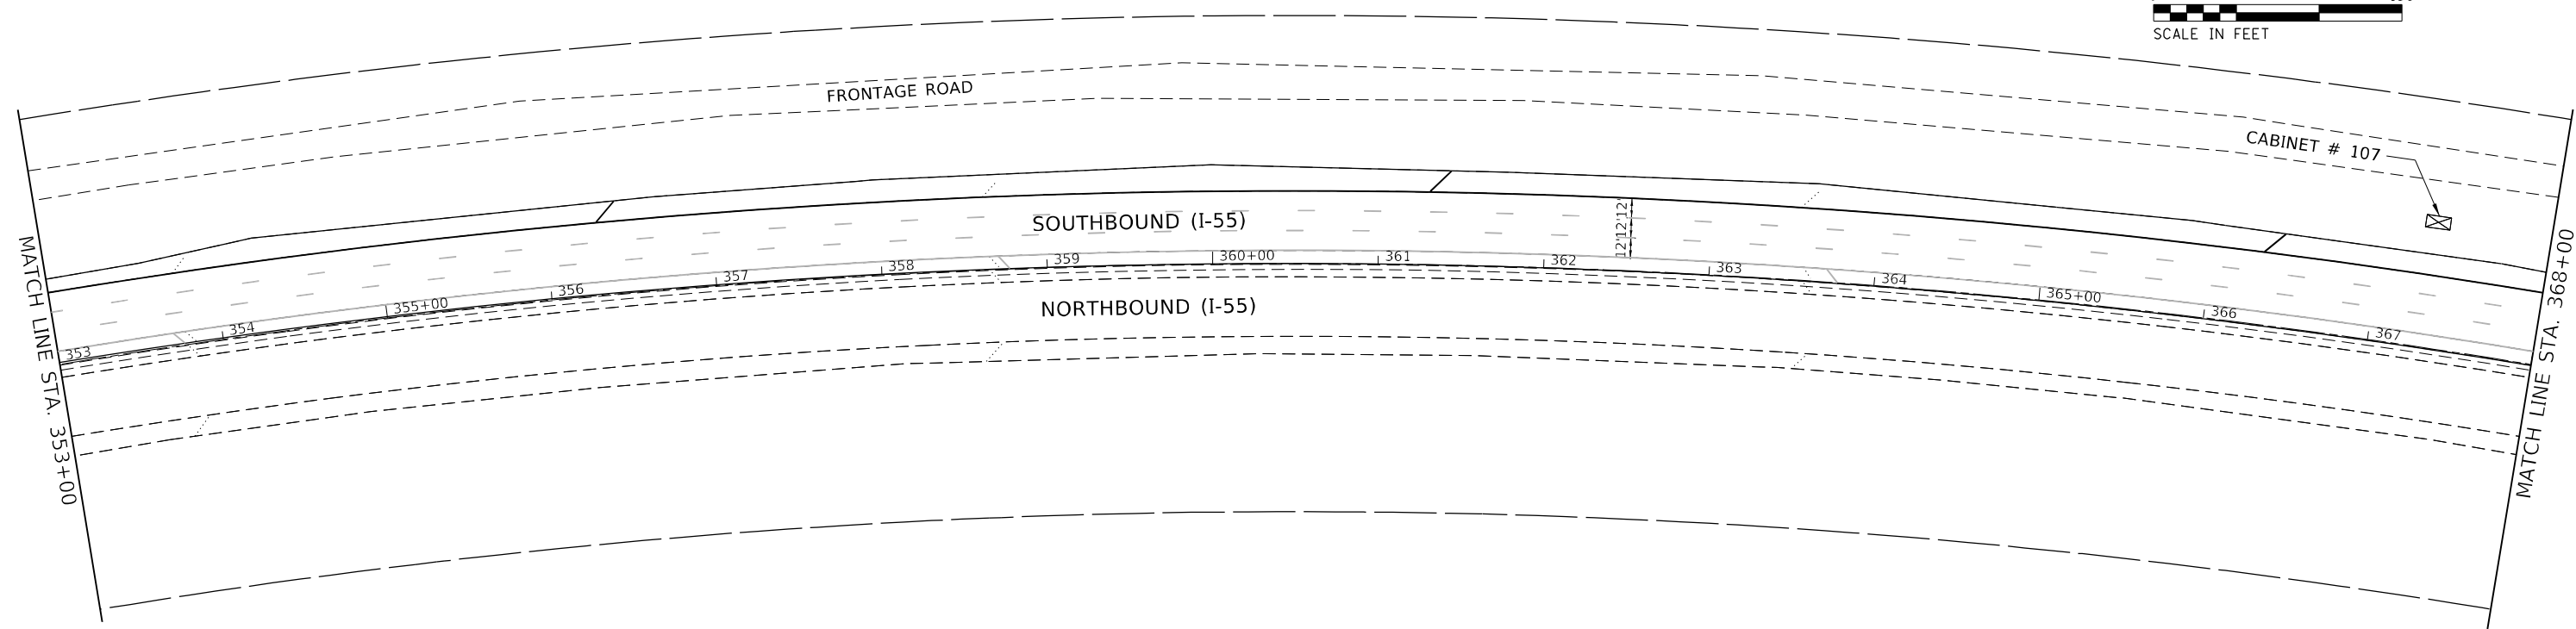 SCALE IN FEET
FRONTAGE ROAD
CABINET # 107
SOUTHBOUND (I-55)
12'12'12'
MATCH LINE STA. 353+00
MATCH LINE STA. 368+00
353
354
355+00
356
357
358
359
360+00
361
362
363
364
365+00
366
367
NORTHBOUND (I-55)